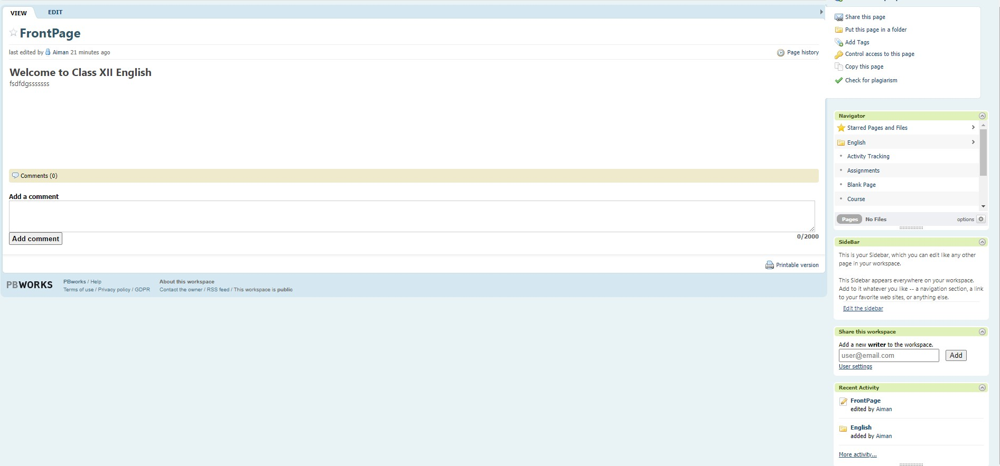 VIEW
EDIT
FrontPage
last edited by Aiman 21 minutes ago
Page history
Welcome to Class XII English
fsdfdgsssssss
Comments (0)
Add a comment
Add comment
0/2000
Printable version
PBWORKS
PBworks / Help
Terms of use / Privacy policy / GDPR
About this workspace
Contact the owner / RSS feed / This workspace is public
Share this page
Put this page in a folder
Add Tags
Control access to this page
Copy this page
Check for plagiarism
Navigator
Starred Pages and Files
English
Activity Tracking
Assignments
Blank Page
Course
Pages No Files options
SideBar
This is your Sidebar, which you can edit like any other
page in your workspace.
This Sidebar appears everywhere on your workspace.
Add to it whatever you like -- a navigation section, a link
to your favorite web sites, or anything else.
Edit the sidebar
Share this workspace
Add a new writer to the workspace.
user@email.com Add
User settings
Recent Activity
FrontPage
edited by Aiman
English
added by Aiman
More activity...